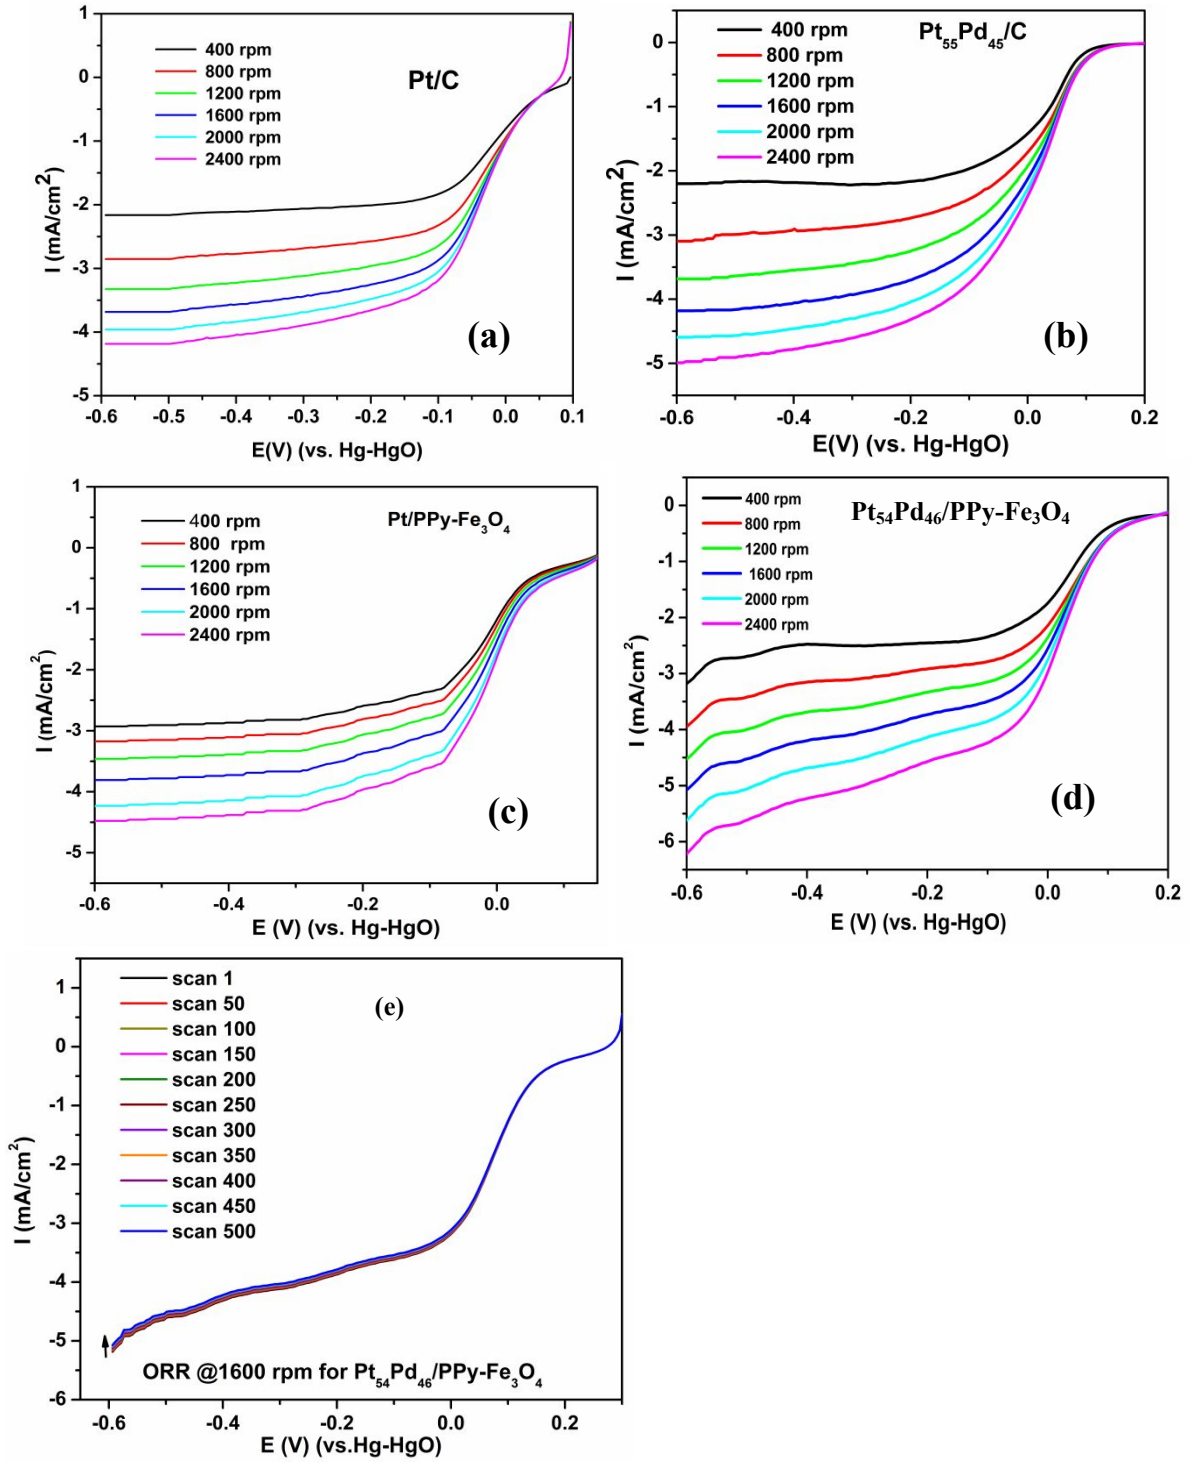 1
0
-1
-2
-3
-4
-5
I (mA/cm²)
400 rpm
800 rpm
1200 rpm
1600 rpm
2000 rpm
2400 rpm
Pt/C
(a)
-0.6 -0.5 -0.4 -0.3 -0.2 -0.1 0.0 0.1
E(V) (vs. Hg-HgO)
0
-1
-2
-3
-4
-5
I (mA/cm²)
400 rpm
800 rpm
1200 rpm
1600 rpm
2000 rpm
2400 rpm
Pt₅₅Pd₄₅/C
(b)
-0.6 -0.4 -0.2 0.0 0.2
E(V) (vs. Hg-HgO)
1
0
-1
-2
-3
-4
-5
I (mA/cm²)
400 rpm
800 rpm
1200 rpm
1600 rpm
2000 rpm
2400 rpm
Pt/PPy-Fe₃O₄
(c)
-0.6 -0.4 -0.2 0.0
E (V) (vs. Hg-HgO)
0
-1
-2
-3
-4
-5
-6
I (mA/cm²)
400 rpm
800 rpm
1200 rpm
1600 rpm
2000 rpm
2400 rpm
Pt₅₄Pd₄₆/PPy-Fe₃O₄
(d)
-0.6 -0.4 -0.2 0.0 0.2
E (V) (vs. Hg-HgO)
1
0
-1
-2
-3
-4
-5
-6
I (mA/cm²)
scan 1
scan 50
scan 100
scan 150
scan 200
scan 250
scan 300
scan 350
scan 400
scan 450
scan 500
(e)
ORR @1600 rpm for Pt₅₄Pd₄₆/PPy-Fe₃O₄
-0.6 -0.4 -0.2 0.0 0.2
E (V) (vs.Hg-HgO)